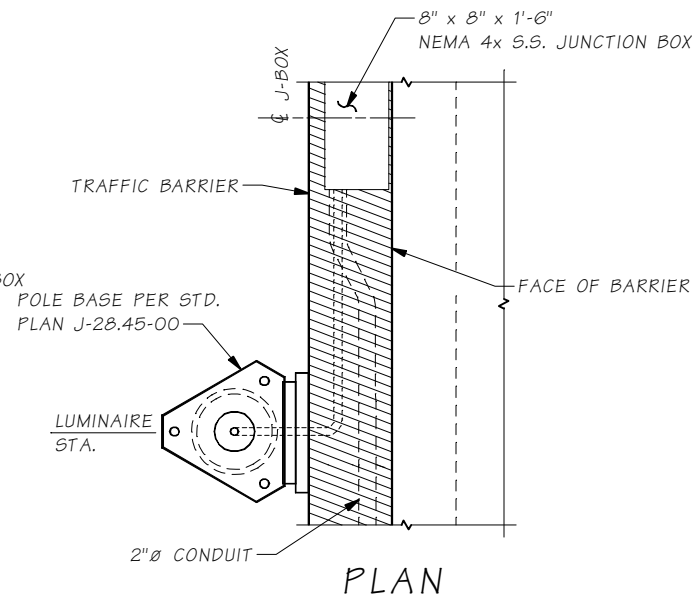 8" x 8" x 1'-6"
NEMA 4x S.S. JUNCTION BOX
℄ J-BOX
TRAFFIC BARRIER
OX
POLE BASE PER STD.
PLAN J-28.45-00
FACE OF BARRIER
LUMINAIRE
STA.
2"ø CONDUIT
PLAN